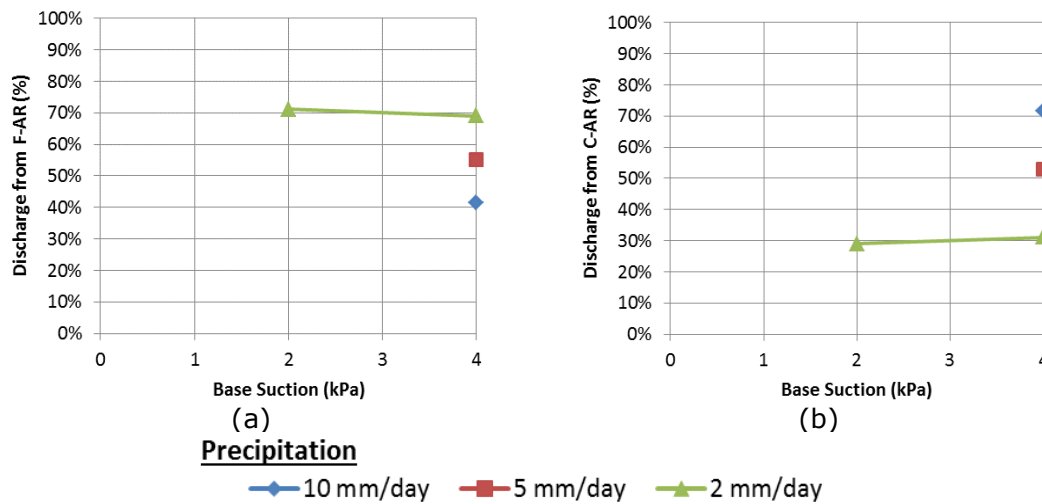 100%
90%
80%
70%
60%
50%
40%
30%
20%
10%
0%
Discharge from F-AR (%)
0 1 2 3 4
Base Suction (kPa)
(a)
100%
90%
80%
70%
60%
50%
40%
30%
20%
10%
0%
Discharge from C-AR (%)
0 1 2 3 4
Base Suction (kPa)
(b)
Precipitation
10 mm/day 5 mm/day 2 mm/day